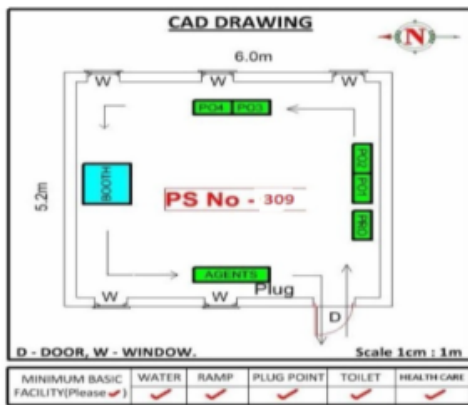 CAD DRAWING
N
6.0m
W W W
PO4 PO3
5.2m
BOOTH
PO2
PO1
PRO
PS No - 309
AGENTS
Plug
W W
D
D - DOOR, W - WINDOW. Scale 1cm : 1m
MINIMUM BASIC FACILITY(Please ✓) WATER RAMP PLUG POINT TOILET HEALTH CARE
✓ ✓ ✓ ✓ ✓